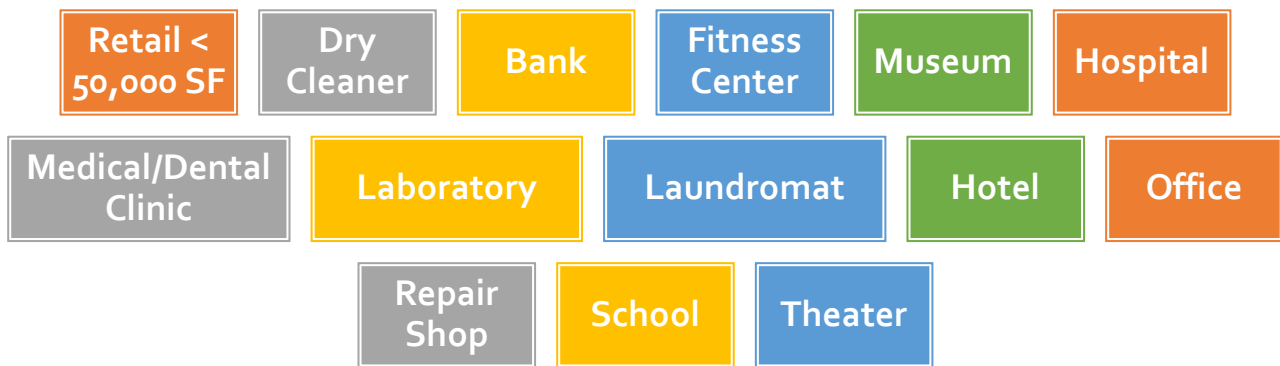 Retail <
50,000 SF
Dry
Cleaner
Bank
Fitness
Center
Museum
Hospital
Medical/Dental
Clinic
Laboratory
Laundromat
Hotel
Office
Repair
Shop
School
Theater